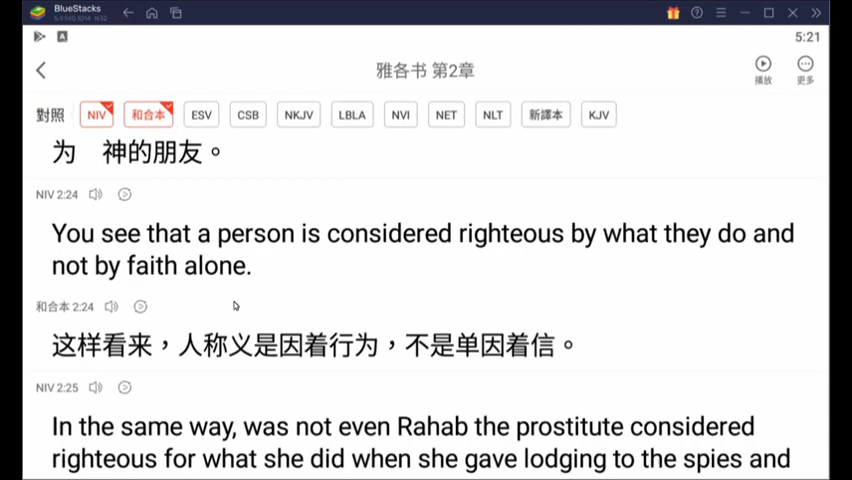 BlueStacks
5:21
雅各书 第2章
播放
更多
對照 NIV 和合本 ESV CSB NKJV LBLA NVI NET NLT 新譯本 KJV
为 神的朋友。
NIV 2:24
You see that a person is considered righteous by what they do and
not by faith alone.
和合本 2:24
这样看来，人称义是因着行为，不是单因着信。
NIV 2:25
In the same way, was not even Rahab the prostitute considered
righteous for what she did when she gave lodging to the spies and